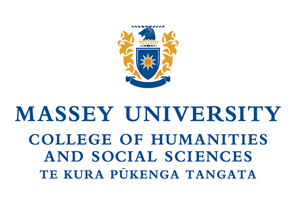 MASSEY UNIVERSITY
COLLEGE OF HUMANITIES
AND SOCIAL SCIENCES
TE KURA PŪKENGA TANGATA